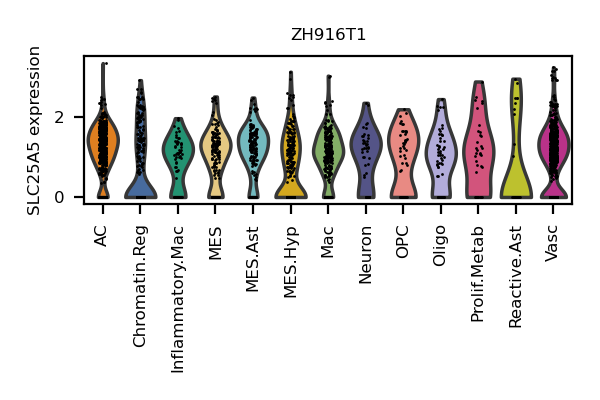 ZH916T1
SLC25A5 expression
2
0
AC
Chromatin.Reg
Inflammatory.Mac
MES
MES.Ast
MES.Hyp
Mac
Neuron
OPC
Oligo
Prolif.Metab
Reactive.Ast
Vasc